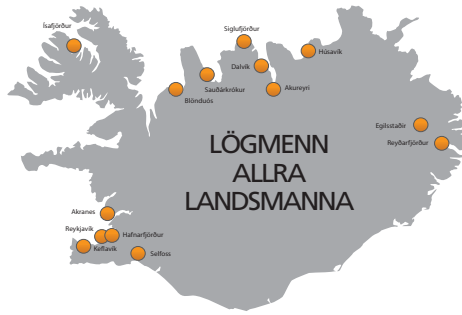 Ísafjörður
Siglufjörður
Húsavík
Dalvík
Sauðárkrókur
Akureyri
Blönduós
Egilsstaðir
Reyðarfjörður
LÖGMENN
ALLRA
LANDSMANNA
Akranes
Reykjavík
Hafnarfjörður
Keflavík
Selfoss